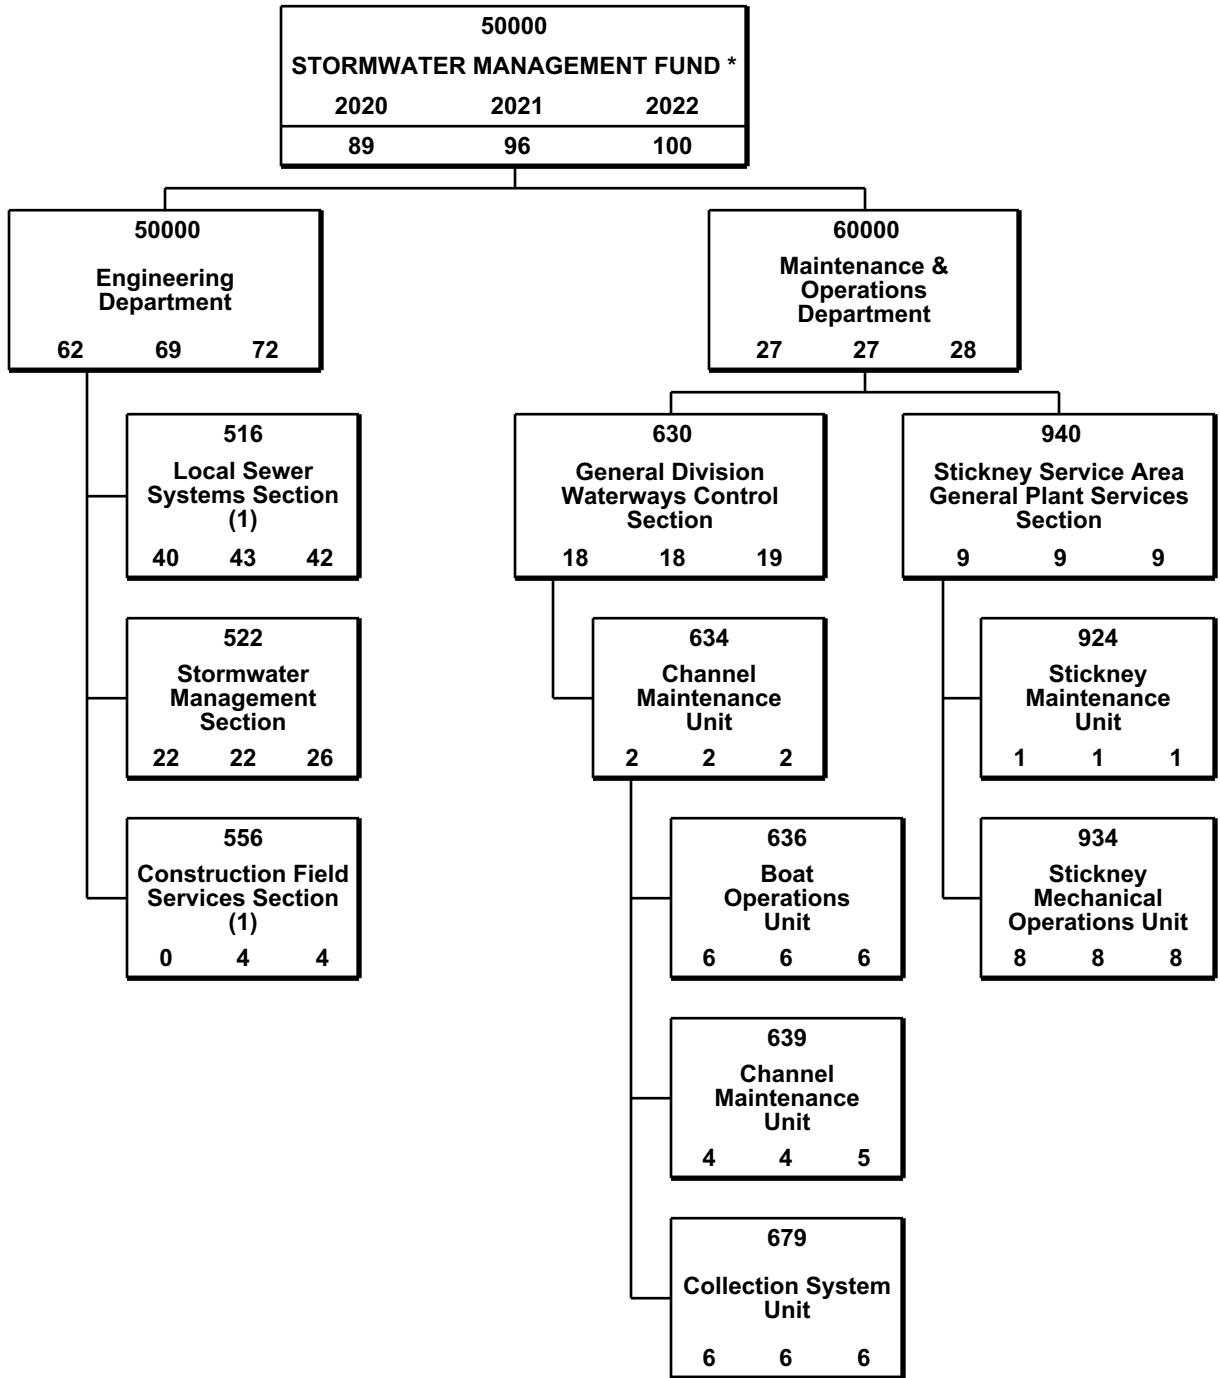 50000
STORMWATER MANAGEMENT FUND *
2020 2021 2022
89 96 100
50000
Engineering
Department
62 69 72
60000
Maintenance &
Operations
Department
27 27 28
516
Local Sewer
Systems Section
(1)
40 43 42
522
Stormwater
Management
Section
22 22 26
556
Construction Field
Services Section
(1)
0 4 4
630
General Division
Waterways Control
Section
18 18 19
634
Channel
Maintenance
Unit
2 2 2
636
Boat
Operations
Unit
6 6 6
639
Channel
Maintenance
Unit
4 4 5
679
Collection System
Unit
6 6 6
940
Stickney Service Area
General Plant Services
Section
9 9 9
924
Stickney
Maintenance
Unit
1 1 1
934
Stickney
Mechanical
Operations Unit
8 8 8